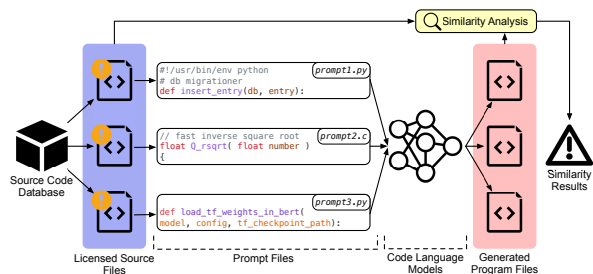 Similarity Analysis
#!/usr/bin/env python
prompt1.py
# db migrationer
def insert_entry(db, entry):
// fast inverse square root
prompt2.c
float Q_rsqrt( float number )
{
prompt3.py
def load_tf_weights_in_bert(
model, config, tf_checkpoint_path):
Source Code
Database
Similarity
Results
Licensed Source
Files
Prompt Files
Code Language
Models
Generated
Program Files